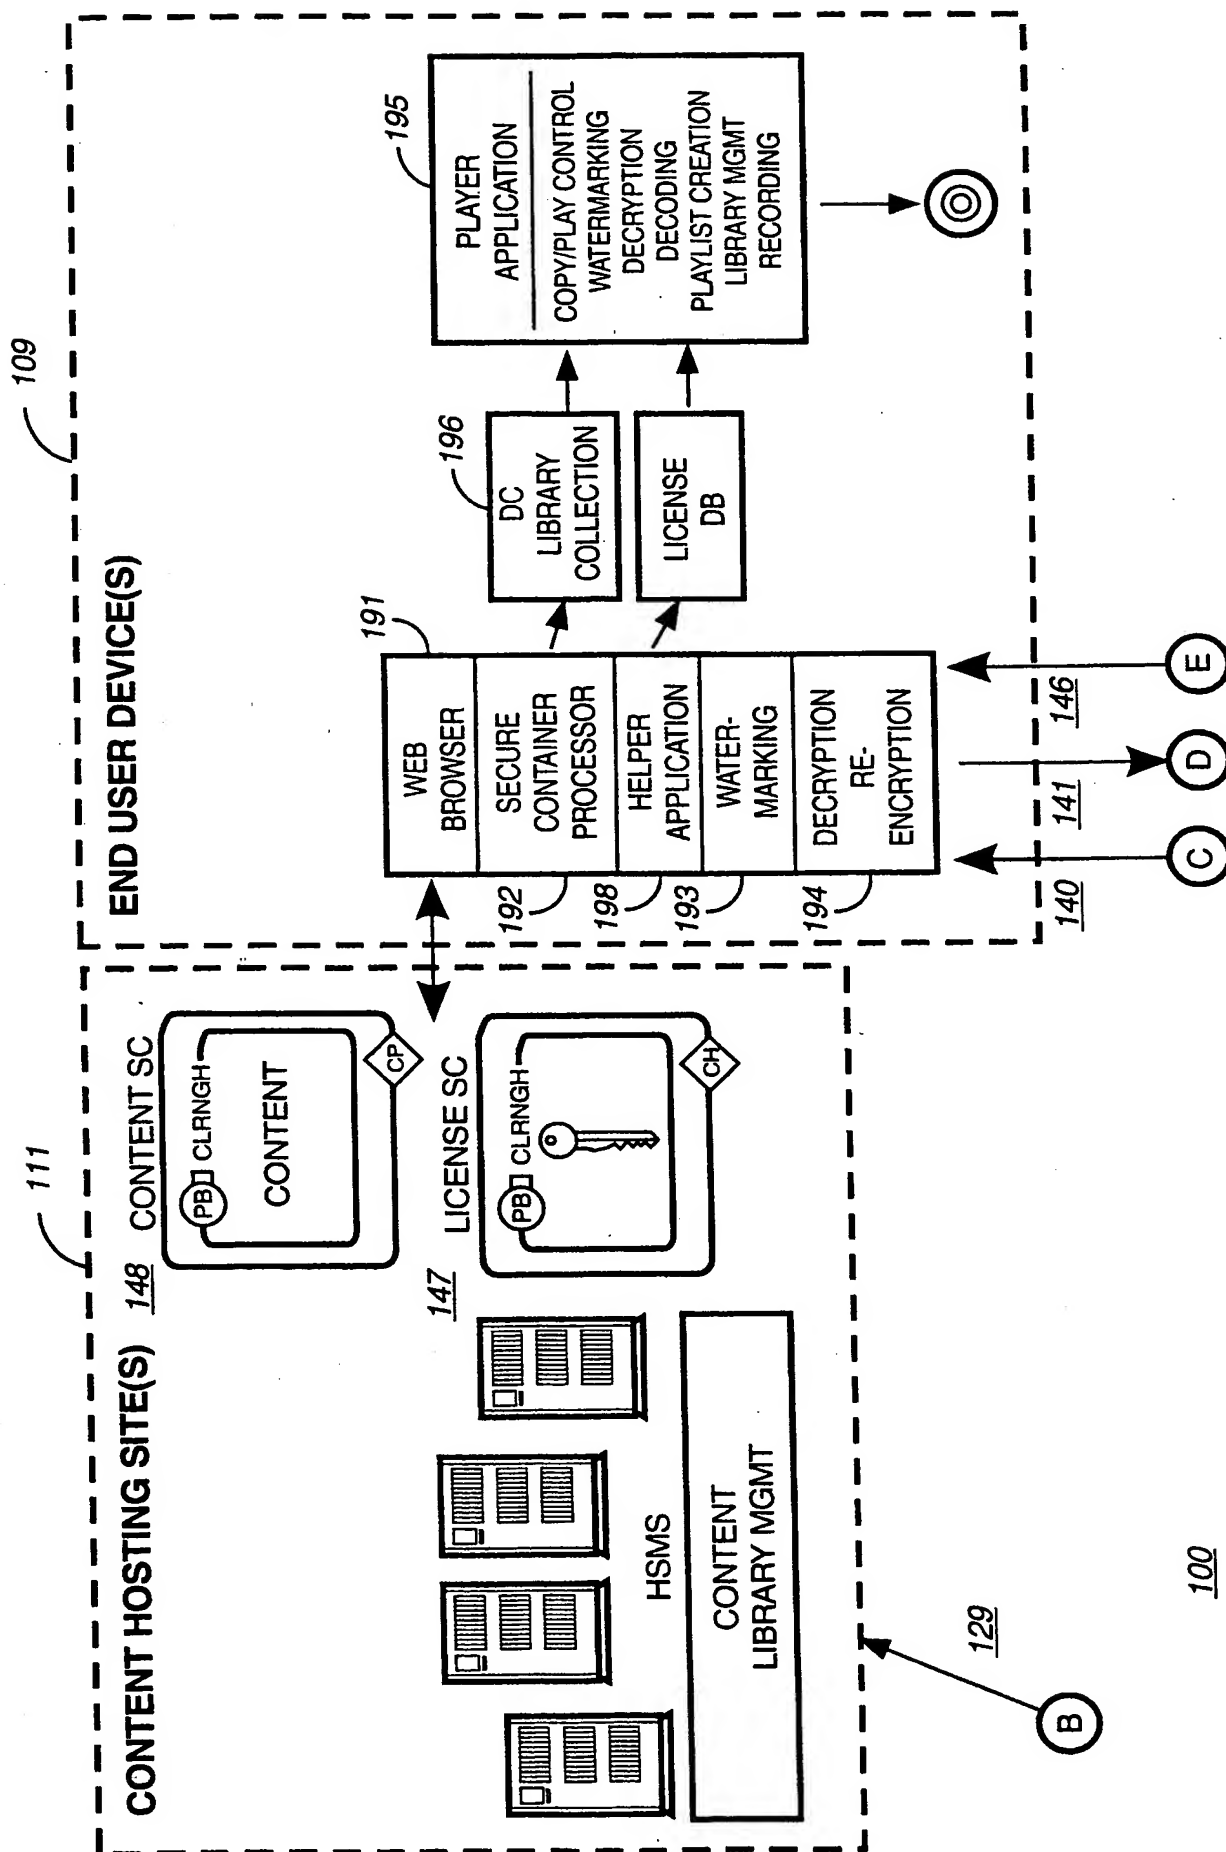 111
CONTENT HOSTING SITE(S)
148
CONTENT SC
PB
CLRNGH
CONTENT
CP
147
LICENSE SC
PB
CLRNGH
CH
HSMS
CONTENT
LIBRARY MGMT
B
129
100
109
END USER DEVICE(S)
191
WEB
BROWSER
192
SECURE
CONTAINER
PROCESSOR
198
HELPER
APPLICATION
193
WATER-
MARKING
194
DECRYPTION
RE-
ENCRYPTION
196
DC
LIBRARY
COLLECTION
LICENSE
DB
195
PLAYER
APPLICATION
COPY/PLAY CONTROL
WATERMARKING
DECRYPTION
DECODING
PLAYLIST CREATION
LIBRARY MGMT
RECORDING
140
141
146
C
D
E